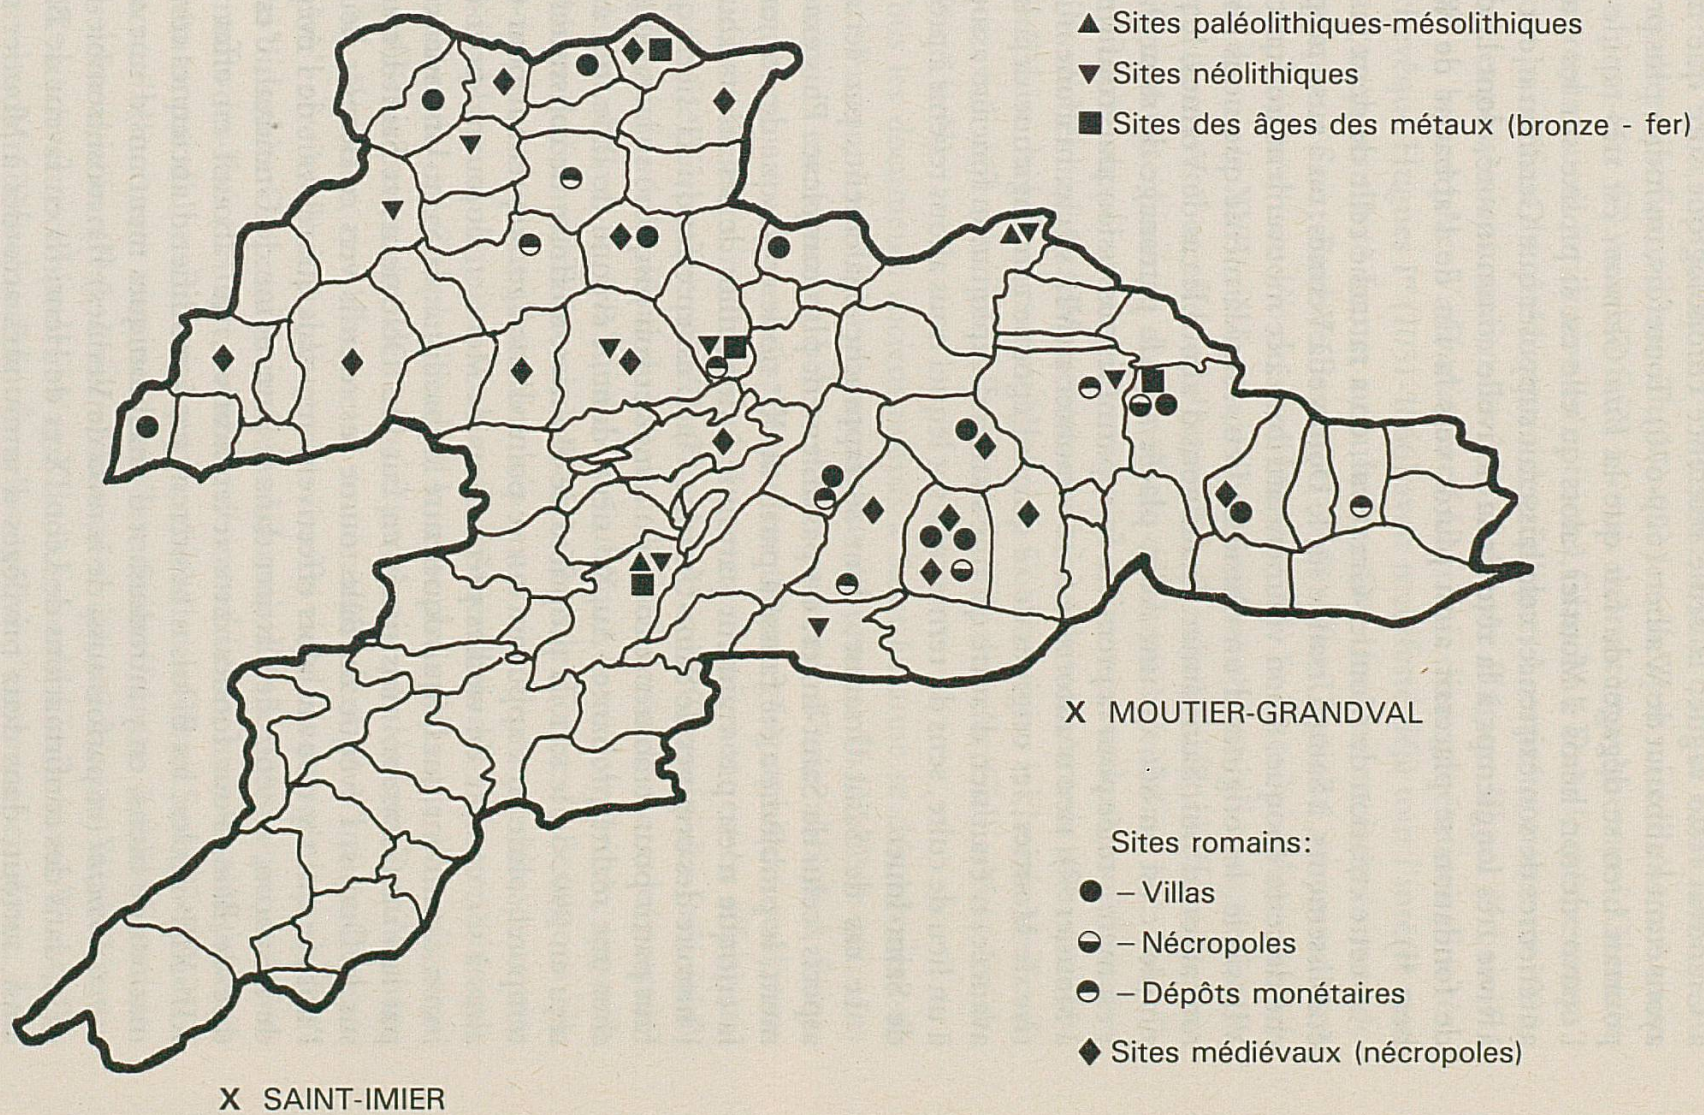 Sites paléolithiques-mésolithiques
Sites néolithiques
Sites des âges des métaux (bronze - fer)
X MOUTIER-GRANDVAL
Sites romains:
– Villas
– Nécropoles
– Dépôts monétaires
Sites médiévaux (nécropoles)
X SAINT-IMIER